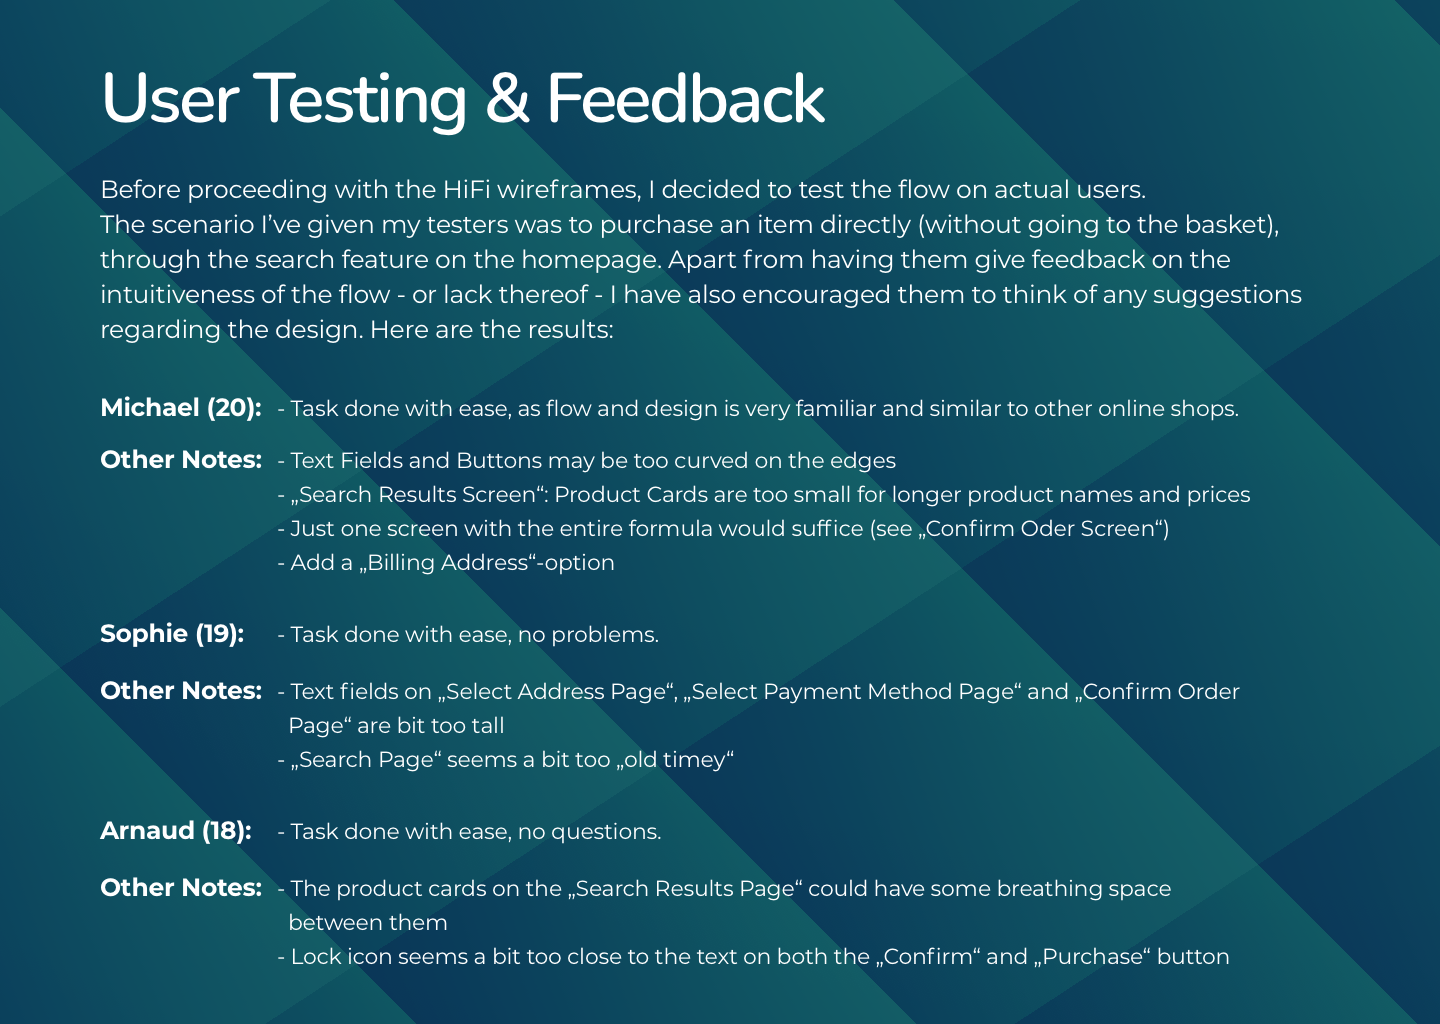 User Testing & Feedback
Before proceeding with the HiFi wireframes, I decided to test the flow on actual users.
The scenario I’ve given my testers was to purchase an item directly (without going to the basket),
through the search feature on the homepage. Apart from having them give feedback on the
intuitiveness of the flow - or lack thereof - I have also encouraged them to think of any suggestions
regarding the design. Here are the results:
Michael (20): - Task done with ease, as flow and design is very familiar and similar to other online shops.
Other Notes: - Text Fields and Buttons may be too curved on the edges
- „Search Results Screen“: Product Cards are too small for longer product names and prices
- Just one screen with the entire formula would suffice (see „Confirm Oder Screen“)
- Add a „Billing Address“-option
Sophie (19): - Task done with ease, no problems.
Other Notes: - Text fields on „Select Address Page“, „Select Payment Method Page“ and „Confirm Order
Page“ are bit too tall
- „Search Page“ seems a bit too „old timey“
Arnaud (18): - Task done with ease, no questions.
Other Notes: - The product cards on the „Search Results Page“ could have some breathing space
between them
- Lock icon seems a bit too close to the text on both the „Confirm“ and „Purchase“ button